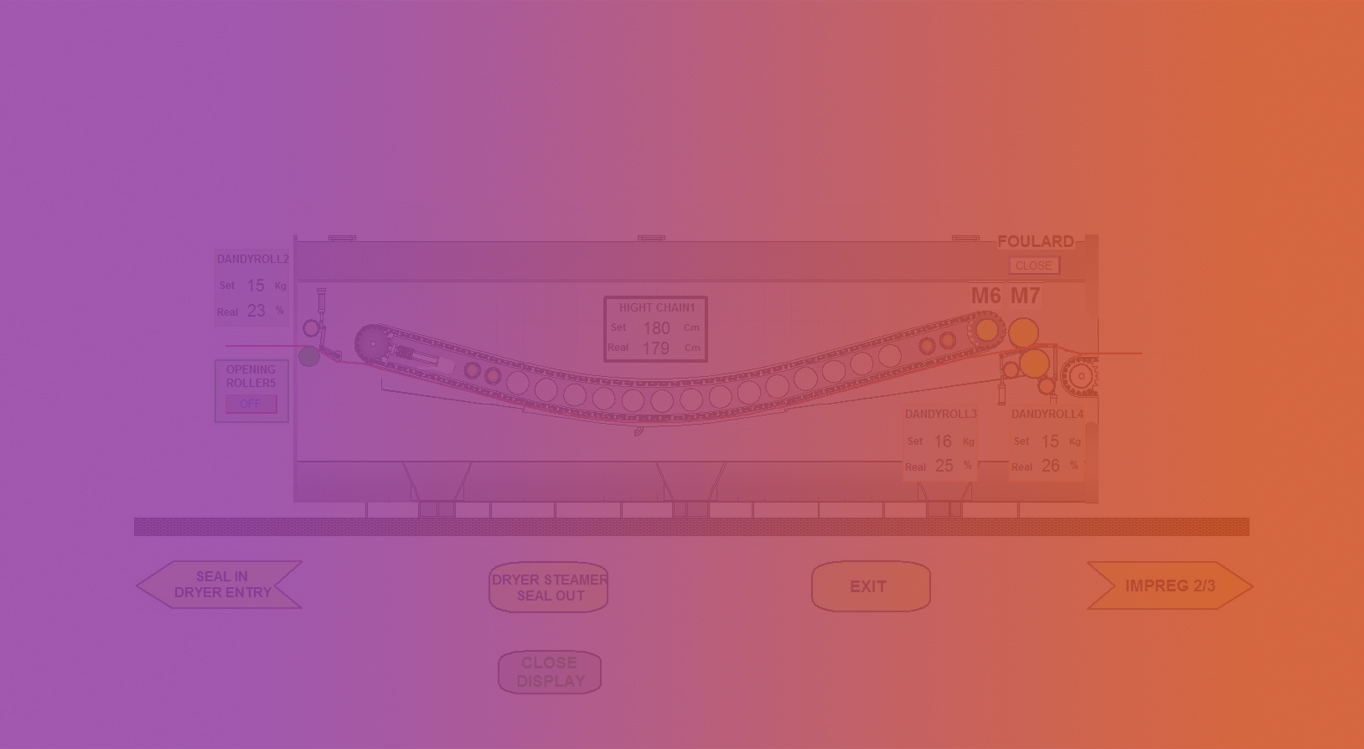 FOULARD
CLOSE
DANDYROLL2
Set 15 Kg
Real 23 %
M6 M7
HIGHT CHAIN1
Set 180 Cm
Real 179 Cm
OPENING
ROLLER5
OFF
DANDYROLL3
Set 16 Kg
Real 25 %
DANDYROLL4
Set 15 Kg
Real 26 %
SEAL IN
DRYER ENTRY
DRYER STEAMER
SEAL OUT
EXIT
IMPREG 2/3
CLOSE
DISPLAY